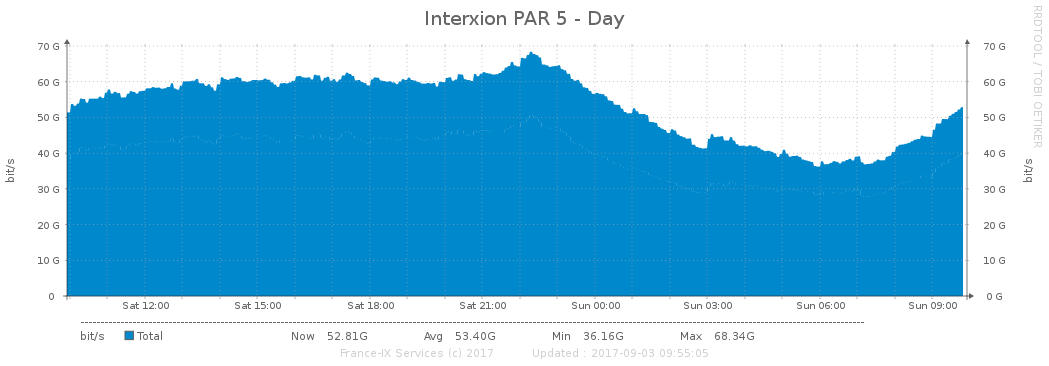 Interxion PAR 5 - Day
RRDTOOL / TOBI OETIKER
70 G 70 G
60 G 60 G
50 G 50 G
40 G 40 G
bit/s bit/s
30 G 30 G
20 G 20 G
10 G 10 G
0 0 G
Sat 12:00 Sat 15:00 Sat 18:00 Sat 21:00 Sun 00:00 Sun 03:00 Sun 06:00 Sun 09:00
bit/s Total Now 52.81G Avg 53.40G Min 36.16G Max 68.34G
France-IX Services (c) 2017 Updated : 2017-09-03 09:55:05